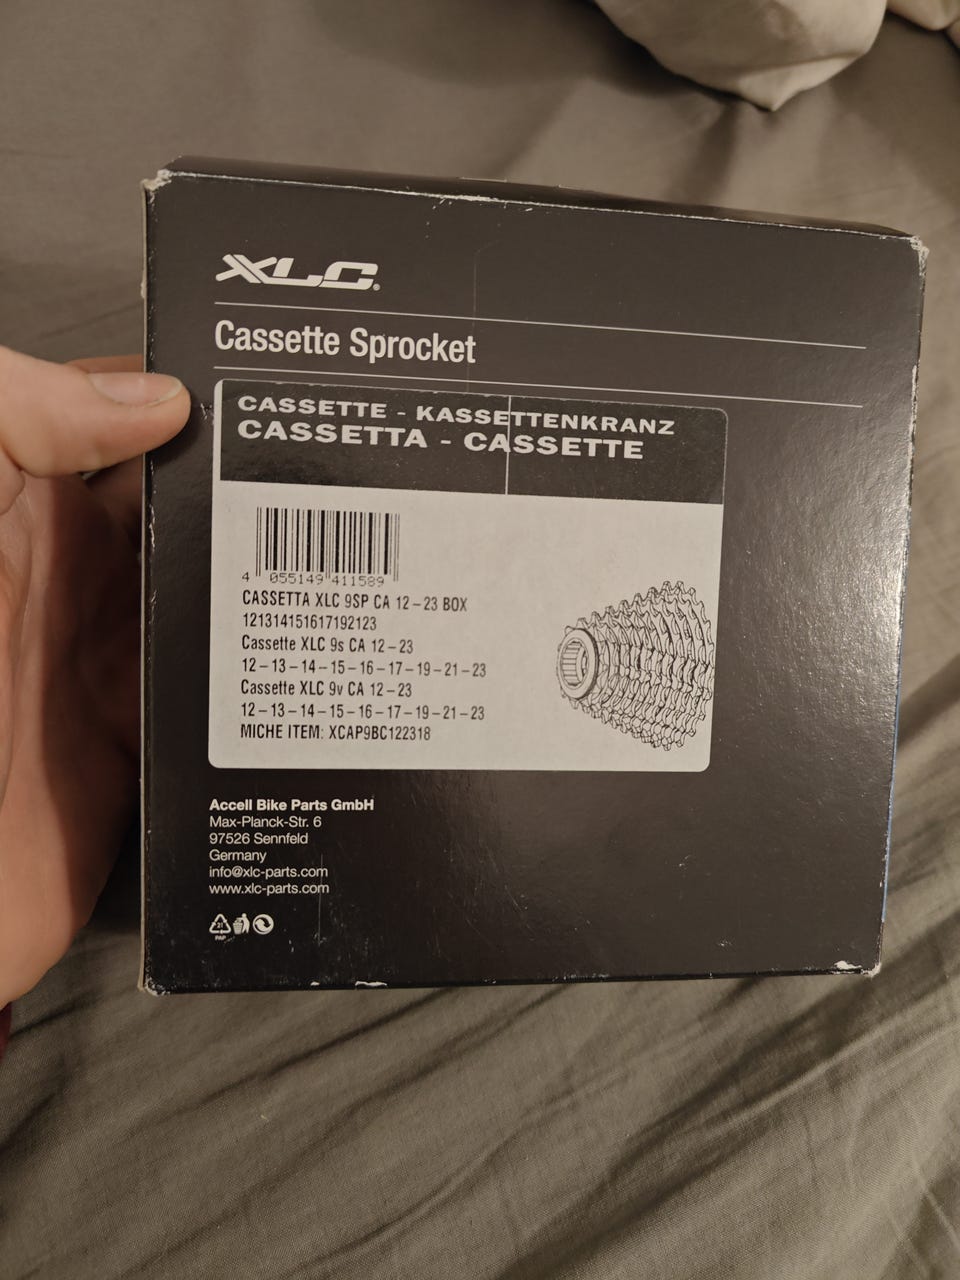 XLC®
Cassette Sprocket
CASSETTE - KASSETTENKRANZ
CASSETTA - CASSETTE
4 055149 411589
CASSETTA XLC 9SP CA 12-23 BOX
121314151617192123
Cassette XLC 9s CA 12-23
12-13-14-15-16-17-19-21-23
Cassette XLC 9v CA 12-23
12-13-14-15-16-17-19-21-23
MICHE ITEM: XCAP9BC122318
Accell Bike Parts GmbH
Max-Planck-Str. 6
97526 Sennfeld
Germany
info@xlc-parts.com
www.xlc-parts.com
21
PAP